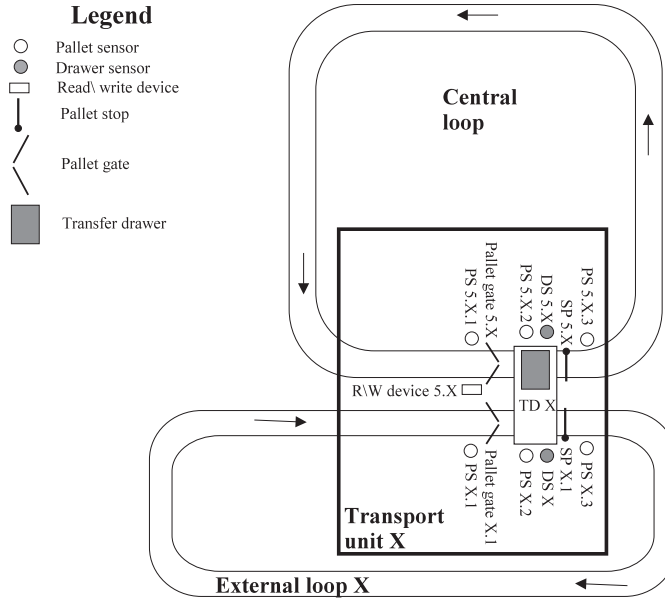 Legend
Pallet sensor
Drawer sensor
Read\ write device
Pallet stop
Pallet gate
Transfer drawer
Central
loop
PS 5.X.1
Pallet gate 5.X
PS 5.X.2
DS 5.X
SP 5.X
PS 5.X.3
R\W device 5.X
TD X
PS X.1
Pallet gate X.1
PS X.2
DS X
SP X.1
PS X.3
Transport
unit X
External loop X